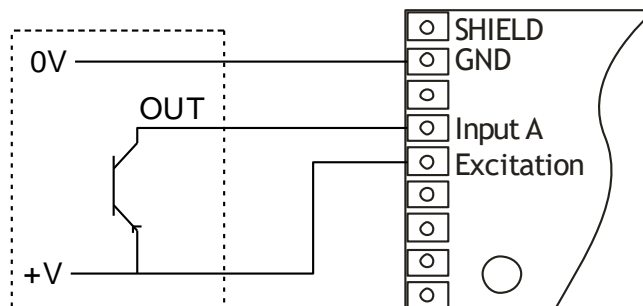 SHIELD
0V
GND
OUT
Input A
Excitation
+V